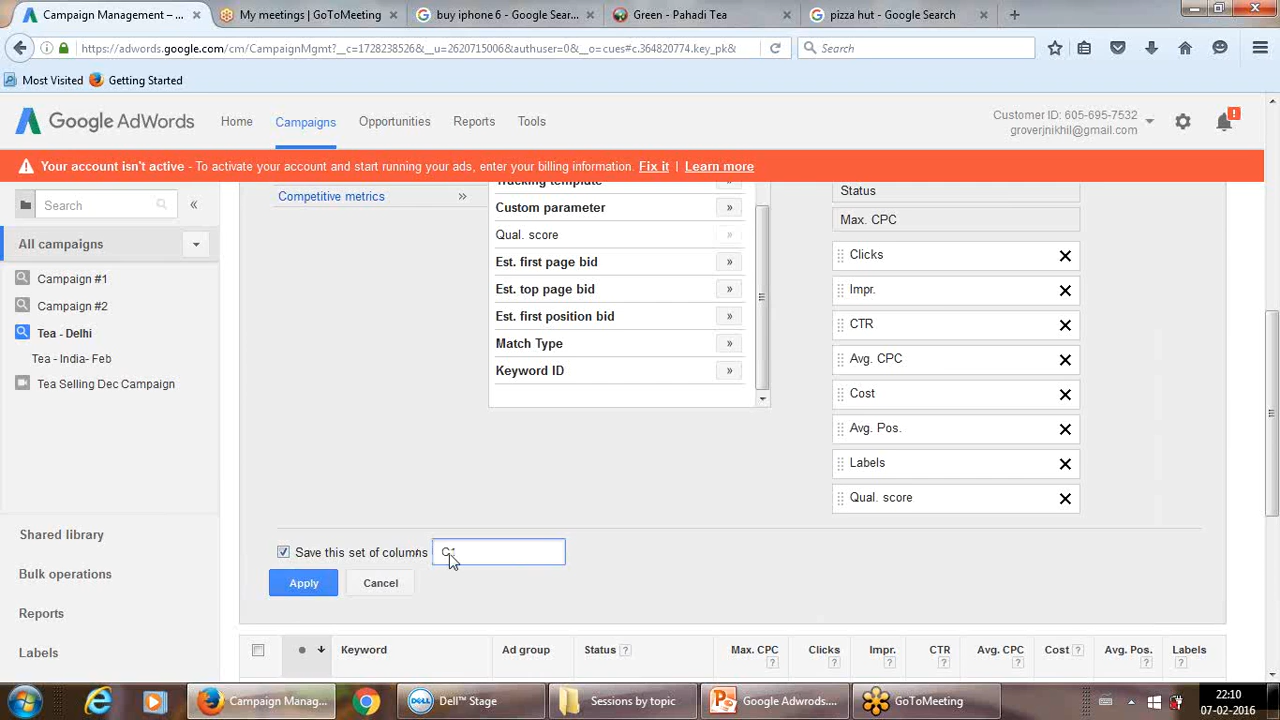 Campaign Management – ...
My meetings | GoToMeeting
buy iphone 6 - Google Sear...
Green - Pahadi Tea
pizza hut - Google Search
https://adwords.google.com/cm/CampaignMgmt?__c=1728238526&__u=2620715006&authuser=0&__o=cues#c.364820774.key_pk&
Search
Most Visited
Getting Started
Google AdWords
Home
Campaigns
Opportunities
Reports
Tools
Customer ID: 605-695-7532
groverjnikhil@gmail.com
Your account isn't active - To activate your account and start running your ads, enter your billing information. Fix it | Learn more
Search
All campaigns
Campaign #1
Campaign #2
Tea - Delhi
Tea - India- Feb
Tea Selling Dec Campaign
Shared library
Bulk operations
Reports
Labels
Competitive metrics
Tracking template
Custom parameter
Qual. score
Est. first page bid
Est. top page bid
Est. first position bid
Match Type
Keyword ID
Status
Max. CPC
Clicks
Impr.
CTR
Avg. CPC
Cost
Avg. Pos.
Labels
Qual. score
Save this set of columns
Apply
Cancel
Keyword
Ad group
Status ?
Max. CPC ?
Clicks ?
Impr. ?
CTR ?
Avg. CPC ?
Cost ?
Avg. Pos. ?
Labels ?
Campaign Manag...
Dell™ Stage
Sessions by topic
Google Adwords....
GoToMeeting
22:10
07-02-2016